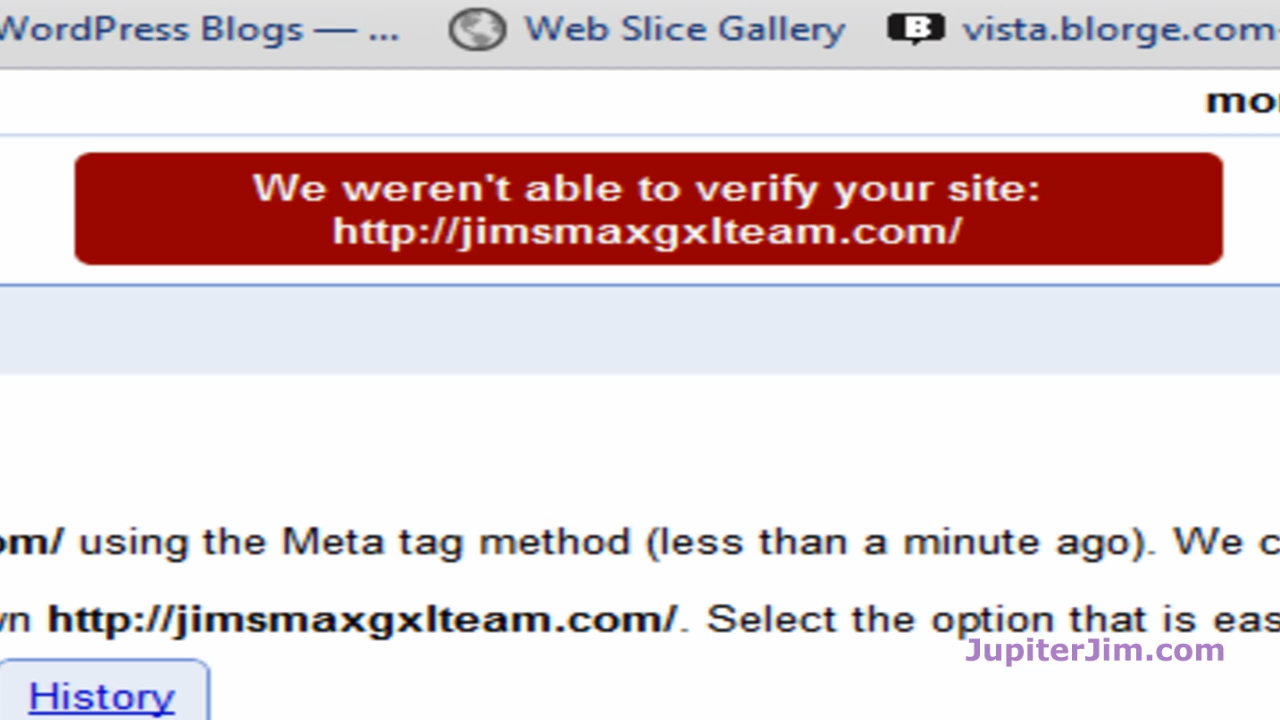 WordPress Blogs — ... Web Slice Gallery B vista.blorge.com
We weren't able to verify your site:
http://jimsmaxgxlteam.com/
om/ using the Meta tag method (less than a minute ago). We c
wn http://jimsmaxgxlteam.com/. Select the option that is eas
JupiterJim.com
History